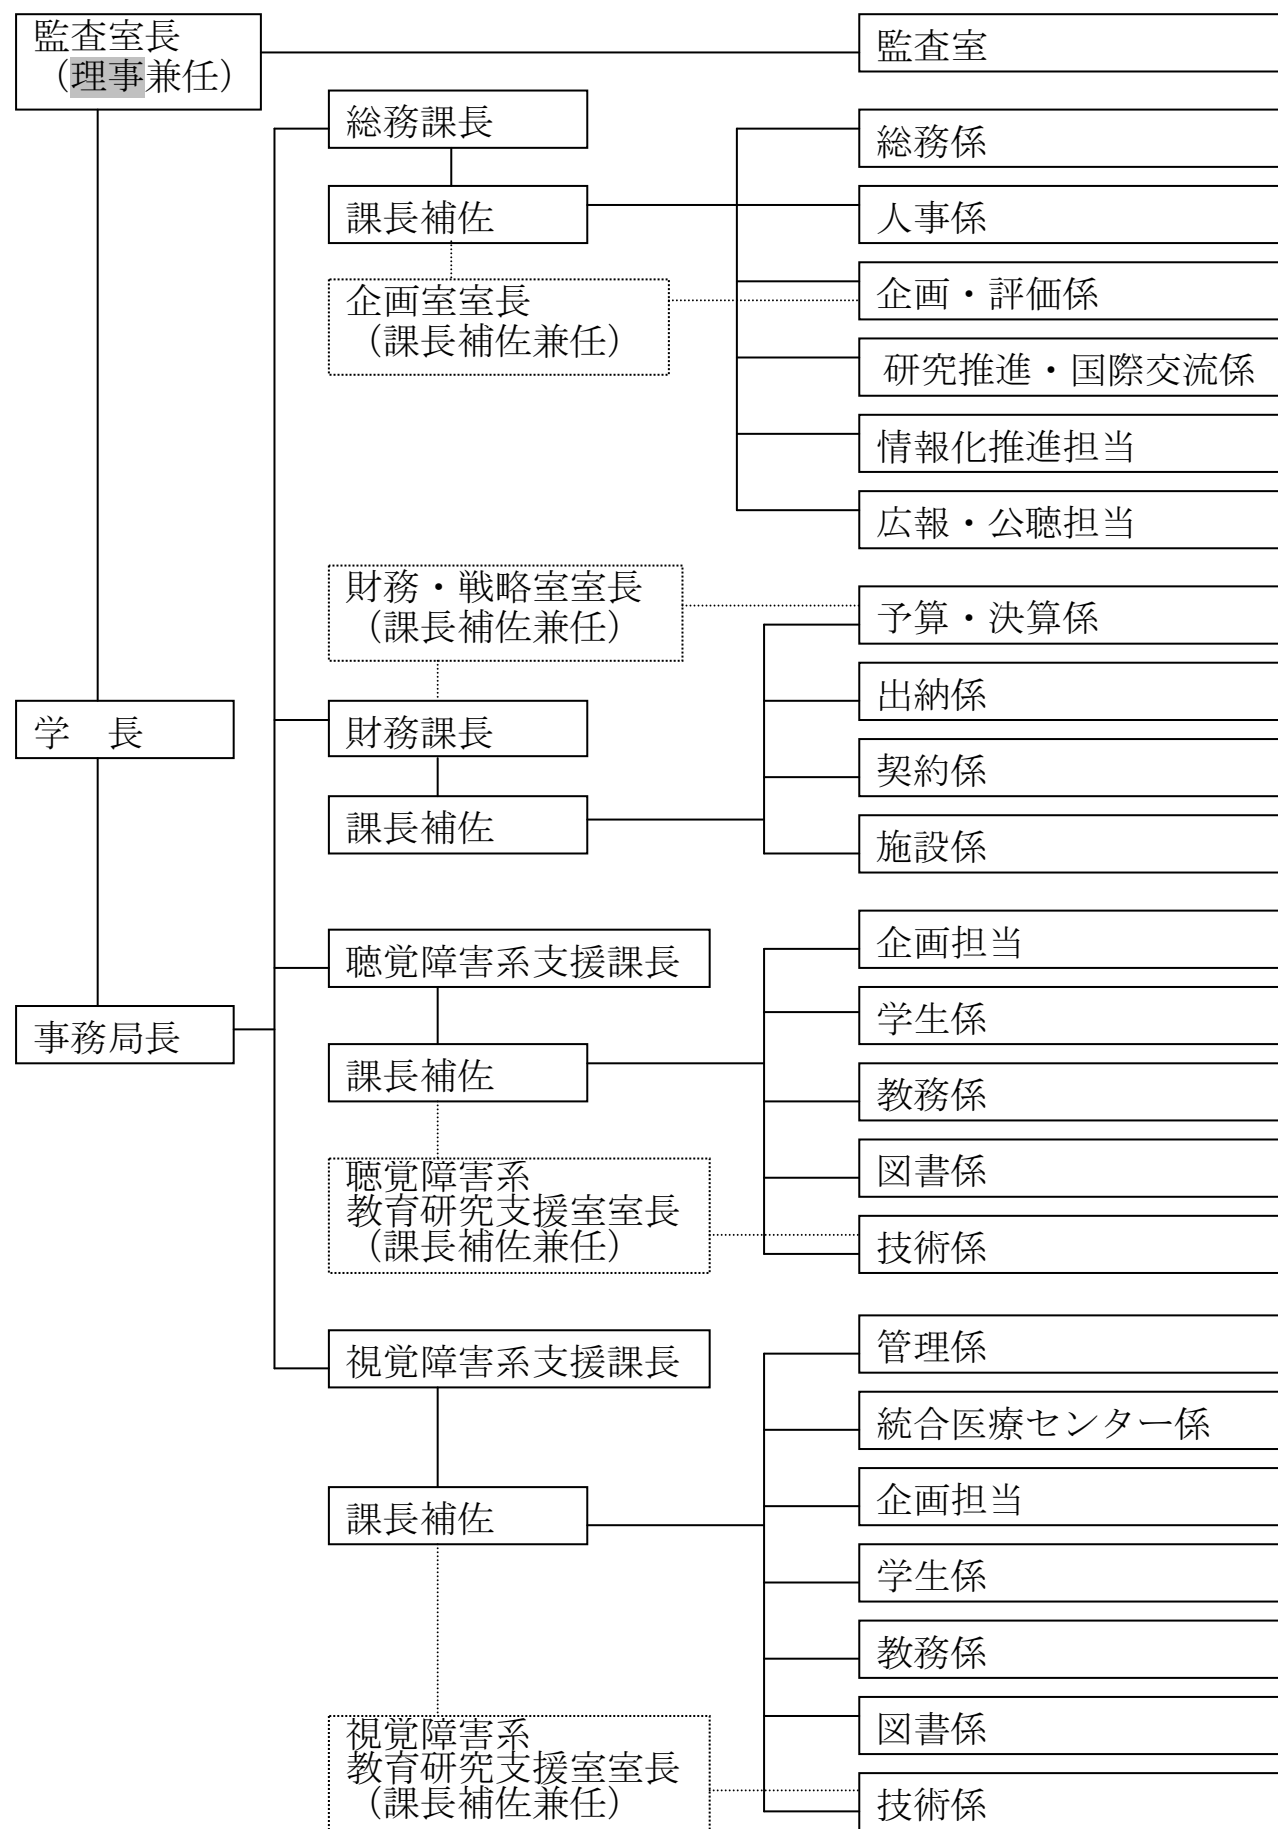 監査室長
（理事兼任）
監査室
総務課長
総務係
課長補佐
人事係
企画室室長
（課長補佐兼任）
企画・評価係
研究推進・国際交流係
情報化推進担当
広報・公聴担当
財務・戦略室室長
（課長補佐兼任）
予算・決算係
出納係
学　長
財務課長
契約係
課長補佐
施設係
企画担当
聴覚障害系支援課長
学生係
事務局長
課長補佐
教務係
図書係
聴覚障害系
教育研究支援室室長
（課長補佐兼任）
技術係
管理係
視覚障害系支援課長
統合医療センター係
企画担当
課長補佐
学生係
教務係
図書係
視覚障害系
教育研究支援室室長
（課長補佐兼任）
技術係